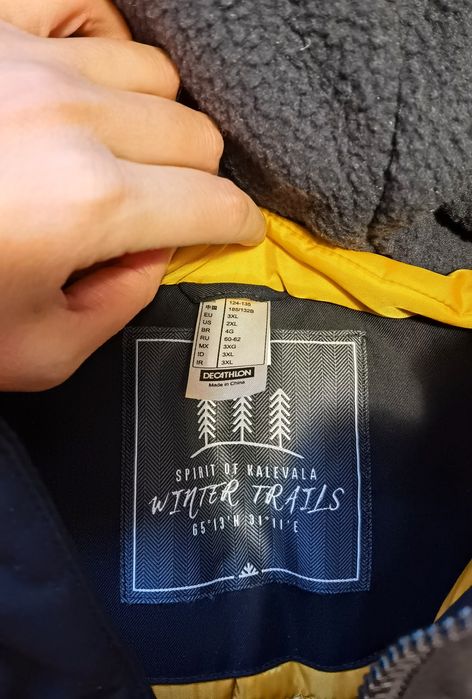 124-135
中国 185/132B
EU 3XL
US 2XL
BR 4G
RU 60-62
MX 3XG
ID 3XL
IR 3XL
DECATHLON
Made in China
SPIRIT OF KALEVALA
WINTER TRAILS
65°13'N 31°11'E